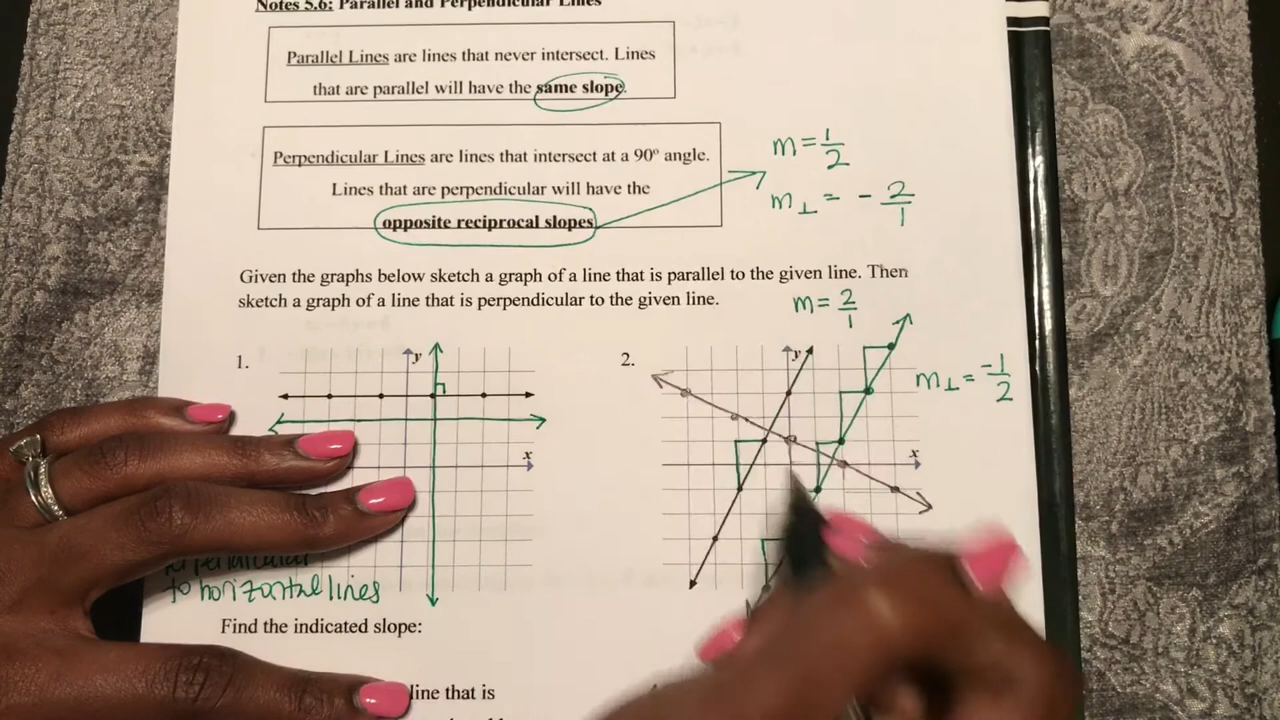 Notes 5.6: Parallel and Perpendicular Lines
Parallel Lines are lines that never intersect. Lines
that are parallel will have the same slope.
Perpendicular Lines are lines that intersect at a 90° angle.
Lines that are perpendicular will have the
opposite reciprocal slopes
m = 1/2
m⊥ = - 2/1
Given the graphs below sketch a graph of a line that is parallel to the given line. Then
sketch a graph of a line that is perpendicular to the given line.
m = 2/1
1.
y
x
2.
y
x
m⊥ = -1/2
to horizontal lines
Find the indicated slope:
line that is